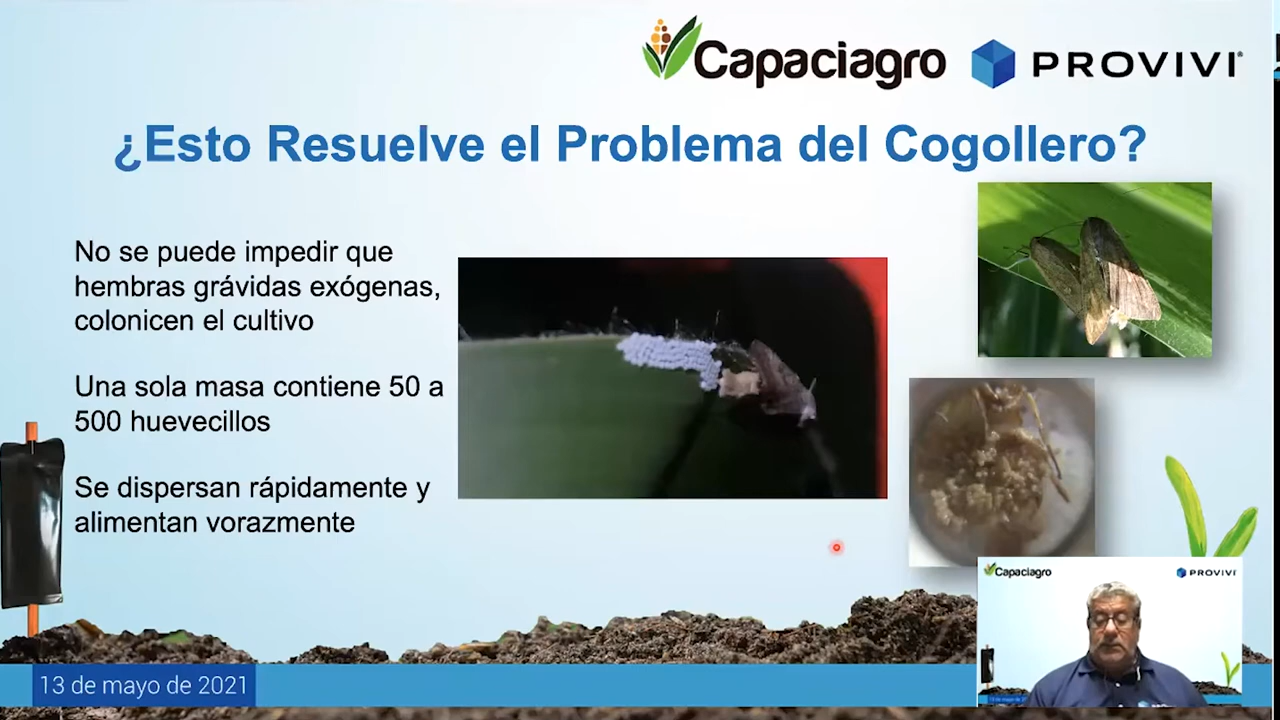 Capaciagro PROVIVI
¿Esto Resuelve el Problema del Cogollero?
No se puede impedir que
hembras grávidas exógenas,
colonicen el cultivo
Una sola masa contiene 50 a
500 huevecillos
Se dispersan rápidamente y
alimentan vorazmente
Capaciagro PROVIVI
13 de mayo de 2021